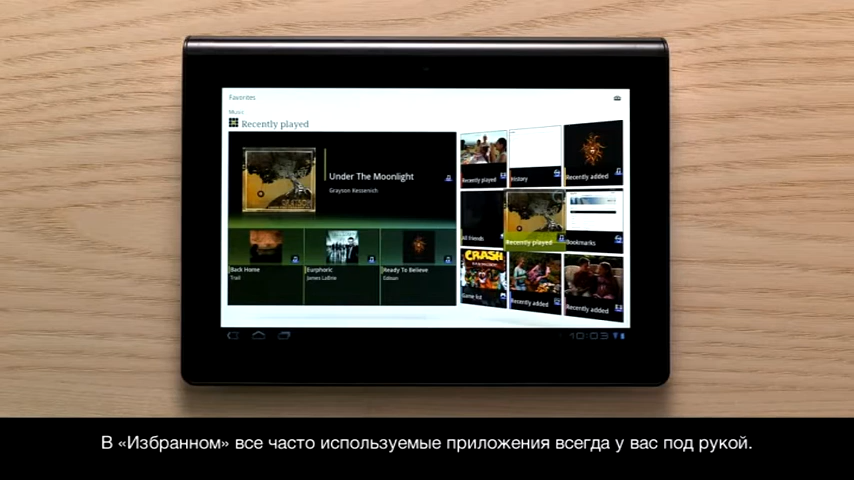 Favorites
Music
Recently played
Under The Moonlight
Grayson Kessenich
Back Home
Trail
Eurphoric
James LaBrie
Ready To Believe
Edisun
Recently played
History
Recently added
All friends
Recently played
Bookmarks
CRASH
Game list
Recently added
Recently added
10:03
В «Избранном» все часто используемые приложения всегда у вас под рукой.